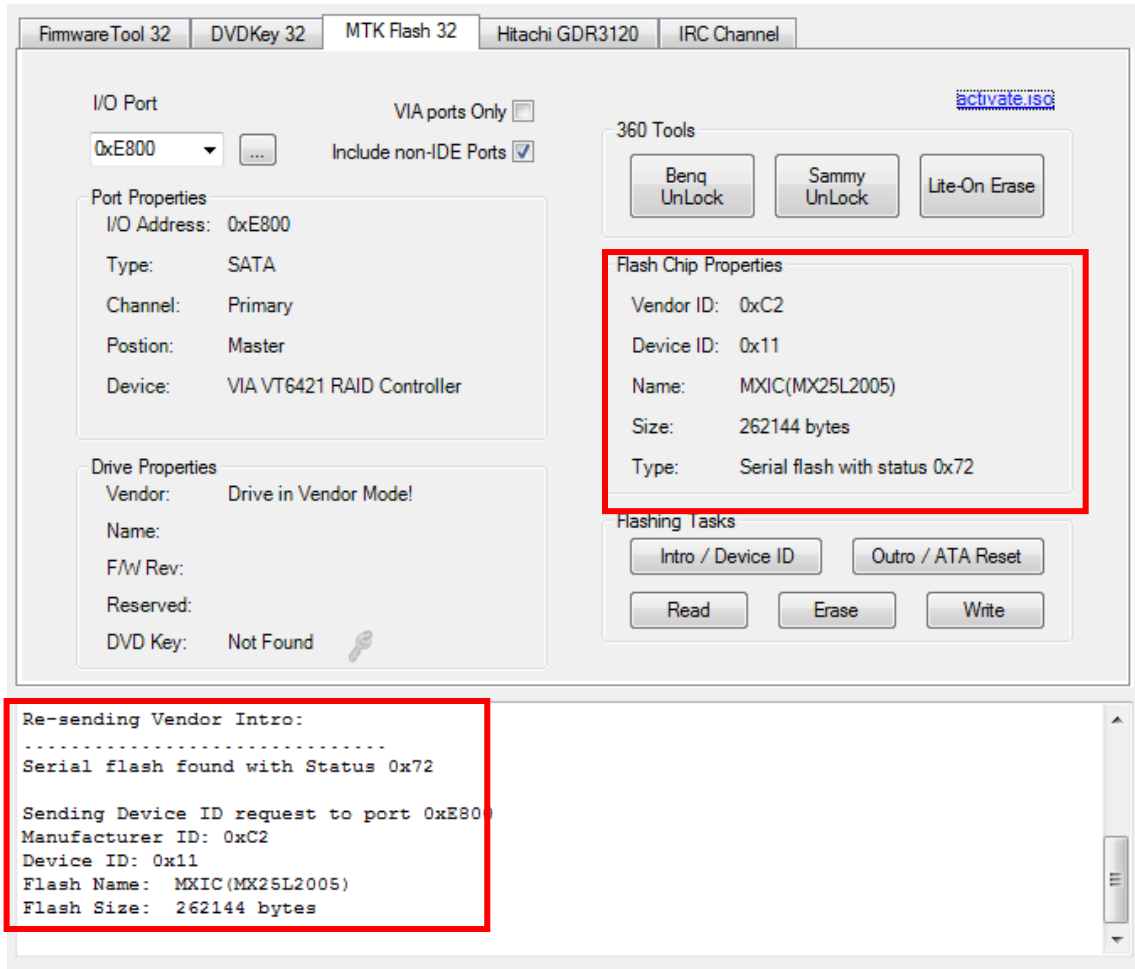 FirmwareTool 32 DVDKey 32 MTK Flash 32 Hitachi GDR3120 IRC Channel
I/O Port
VIA ports Only
0xE800 ...
Include non-IDE Ports
Port Properties
I/O Address: 0xE800
Type: SATA
Channel: Primary
Postion: Master
Device: VIA VT6421 RAID Controller
Drive Properties
Vendor: Drive in Vendor Mode!
Name:
F/W Rev:
Reserved:
DVD Key: Not Found
activate.iso
360 Tools
Benq
UnLock
Sammy
UnLock
Lite-On Erase
Flash Chip Properties
Vendor ID: 0xC2
Device ID: 0x11
Name: MXIC(MX25L2005)
Size: 262144 bytes
Type: Serial flash with status 0x72
Flashing Tasks
Intro / Device ID Outro / ATA Reset
Read Erase Write
Re-sending Vendor Intro:
...............................
Serial flash found with Status 0x72
Sending Device ID request to port 0xE800
Manufacturer ID: 0xC2
Device ID: 0x11
Flash Name: MXIC(MX25L2005)
Flash Size: 262144 bytes